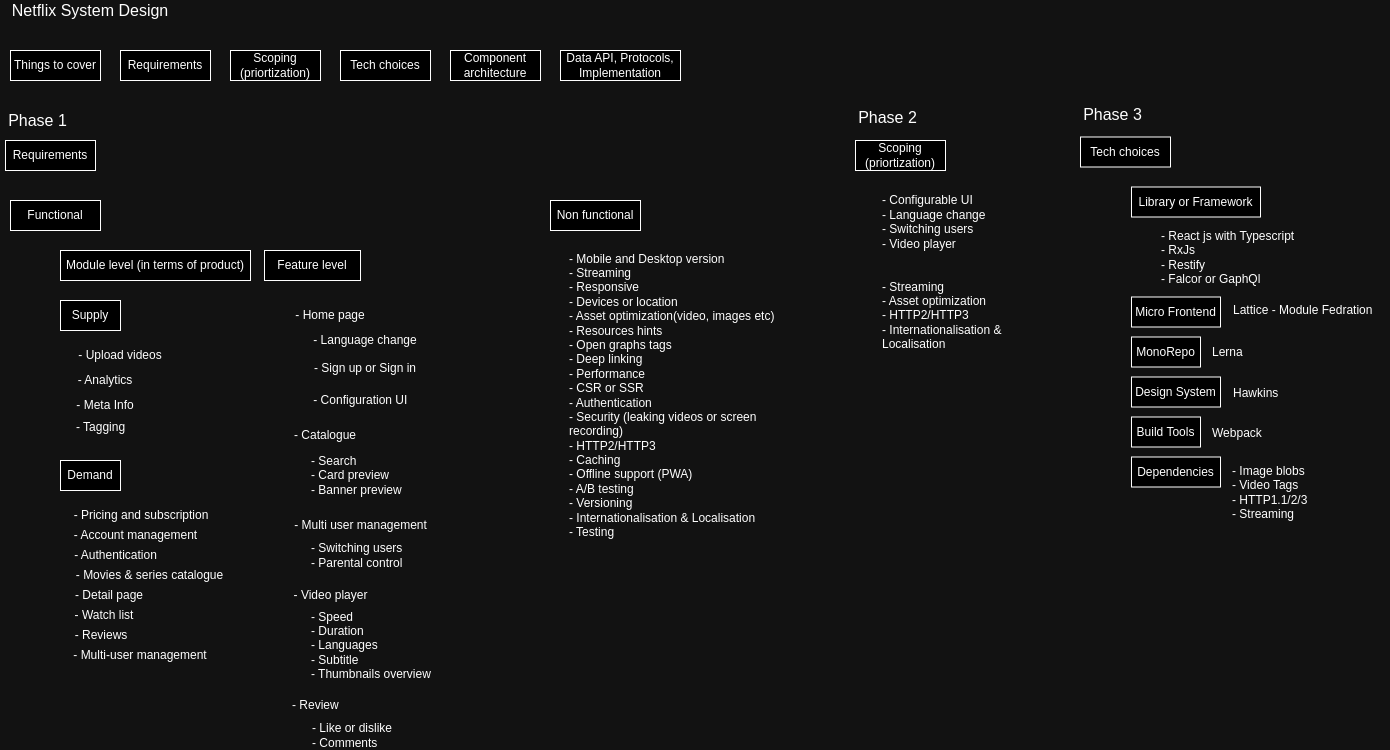 Netflix System Design
Things to cover
Requirements
Scoping
(priortization)
Tech choices
Component
architecture
Data API, Protocols,
Implementation
Phase 1
Requirements
Functional
Module level (in terms of product)
Supply
- Upload videos
- Analytics
- Meta Info
- Tagging
Demand
- Pricing and subscription
- Account management
- Authentication
- Movies & series catalogue
- Detail page
- Watch list
- Reviews
- Multi-user management
Feature level
- Home page
- Language change
- Sign up or Sign in
- Configuration UI
- Catalogue
- Search
- Card preview
- Banner preview
- Multi user management
- Switching users
- Parental control
- Video player
- Speed
- Duration
- Languages
- Subtitle
- Thumbnails overview
- Review
- Like or dislike
- Comments
Non functional
- Mobile and Desktop version
- Streaming
- Responsive
- Devices or location
- Asset optimization(video, images etc)
- Resources hints
- Open graphs tags
- Deep linking
- Performance
- CSR or SSR
- Authentication
- Security (leaking videos or screen
recording)
- HTTP2/HTTP3
- Caching
- Offline support (PWA)
- A/B testing
- Versioning
- Internationalisation & Localisation
- Testing
Phase 2
Scoping
(priortization)
- Configurable UI
- Language change
- Switching users
- Video player
- Streaming
- Asset optimization
- HTTP2/HTTP3
- Internationalisation &
Localisation
Phase 3
Tech choices
Library or Framework
- React js with Typescript
- RxJs
- Restify
- Falcor or GaphQl
Micro Frontend
Lattice - Module Fedration
MonoRepo
Lerna
Design System
Hawkins
Build Tools
Webpack
Dependencies
- Image blobs
- Video Tags
- HTTP1.1/2/3
- Streaming